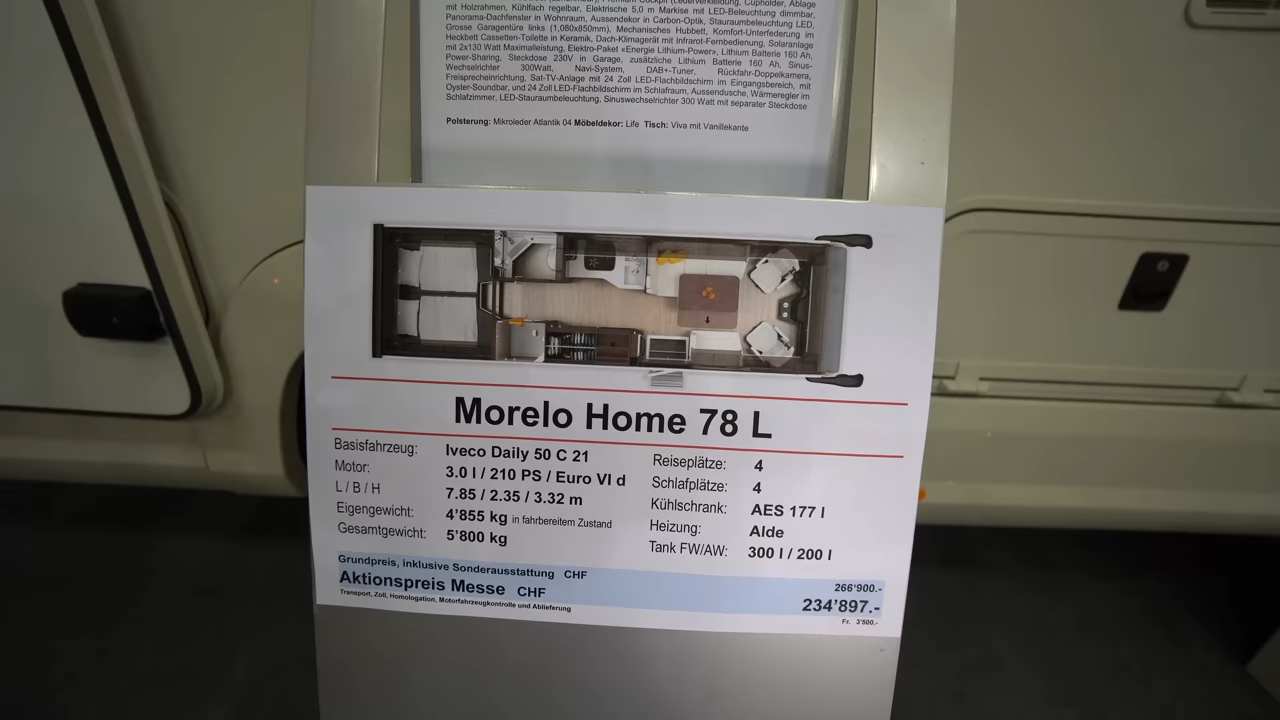 mit Holzrahmen, Kühlfach regelbar, Elektrische 5,0 m Markise mit LED-Beleuchtung dimmbar,
Panorama-Dachfenster in Wohnraum, Aussendekor in Carbon-Optik, Stauraumbeleuchtung LED,
Grosse Garagentüre links (1,080x850mm), Mechanisches Hubbett, Komfort-Unterfederung im
Heckbett Cassetten-Toilette in Keramik, Dach-Klimagerät mit Infrarot-Fernbedienung, Solaranlage
mit 2x130 Watt Maximalleistung, Elektro-Paket «Energie Lithium-Power», Lithium Batterie 160 Ah,
Power-Sharing, Steckdose 230V in Garage, zusätzliche Lithium Batterie 160 Ah, Sinus-
Wechselrichter 300Watt, Navi-System, DAB+-Tuner, Rückfahr-Doppelkamera,
Freisprecheinrichtung, Sat-TV-Anlage mit 24 Zoll LED-Flachbildschirm im Eingangsbereich, mit
Oyster-Soundbar, und 24 Zoll LED-Flachbildschirm im Schlafraum, Aussendusche, Wärmeregler im
Schlafzimmer, LED-Stauraumbeleuchtung, Sinuswechselrichter 300 Watt mit separater Steckdose
Polsterung: Mikroleder Atlantik 04 Möbeldekor: Life Tisch: Viva mit Vanillekante
Morelo Home 78 L
Basisfahrzeug: Iveco Daily 50 C 21
Motor: 3.0 l / 210 PS / Euro VI d
L / B / H 7.85 / 2.35 / 3.32 m
Eigengewicht: 4'855 kg in fahrbereitem Zustand
Gesamtgewicht: 5'800 kg
Reiseplätze: 4
Schlafplätze: 4
Kühlschrank: AES 177 l
Heizung: Alde
Tank FW/AW: 300 l / 200 l
Grundpreis, inklusive Sonderausstattung CHF 266'900.-
Aktionspreis Messe CHF 234'897.-
Transport, Zoll, Homologation, Motorfahrzeugkontrolle und Ablieferung Fr. 3'500.-